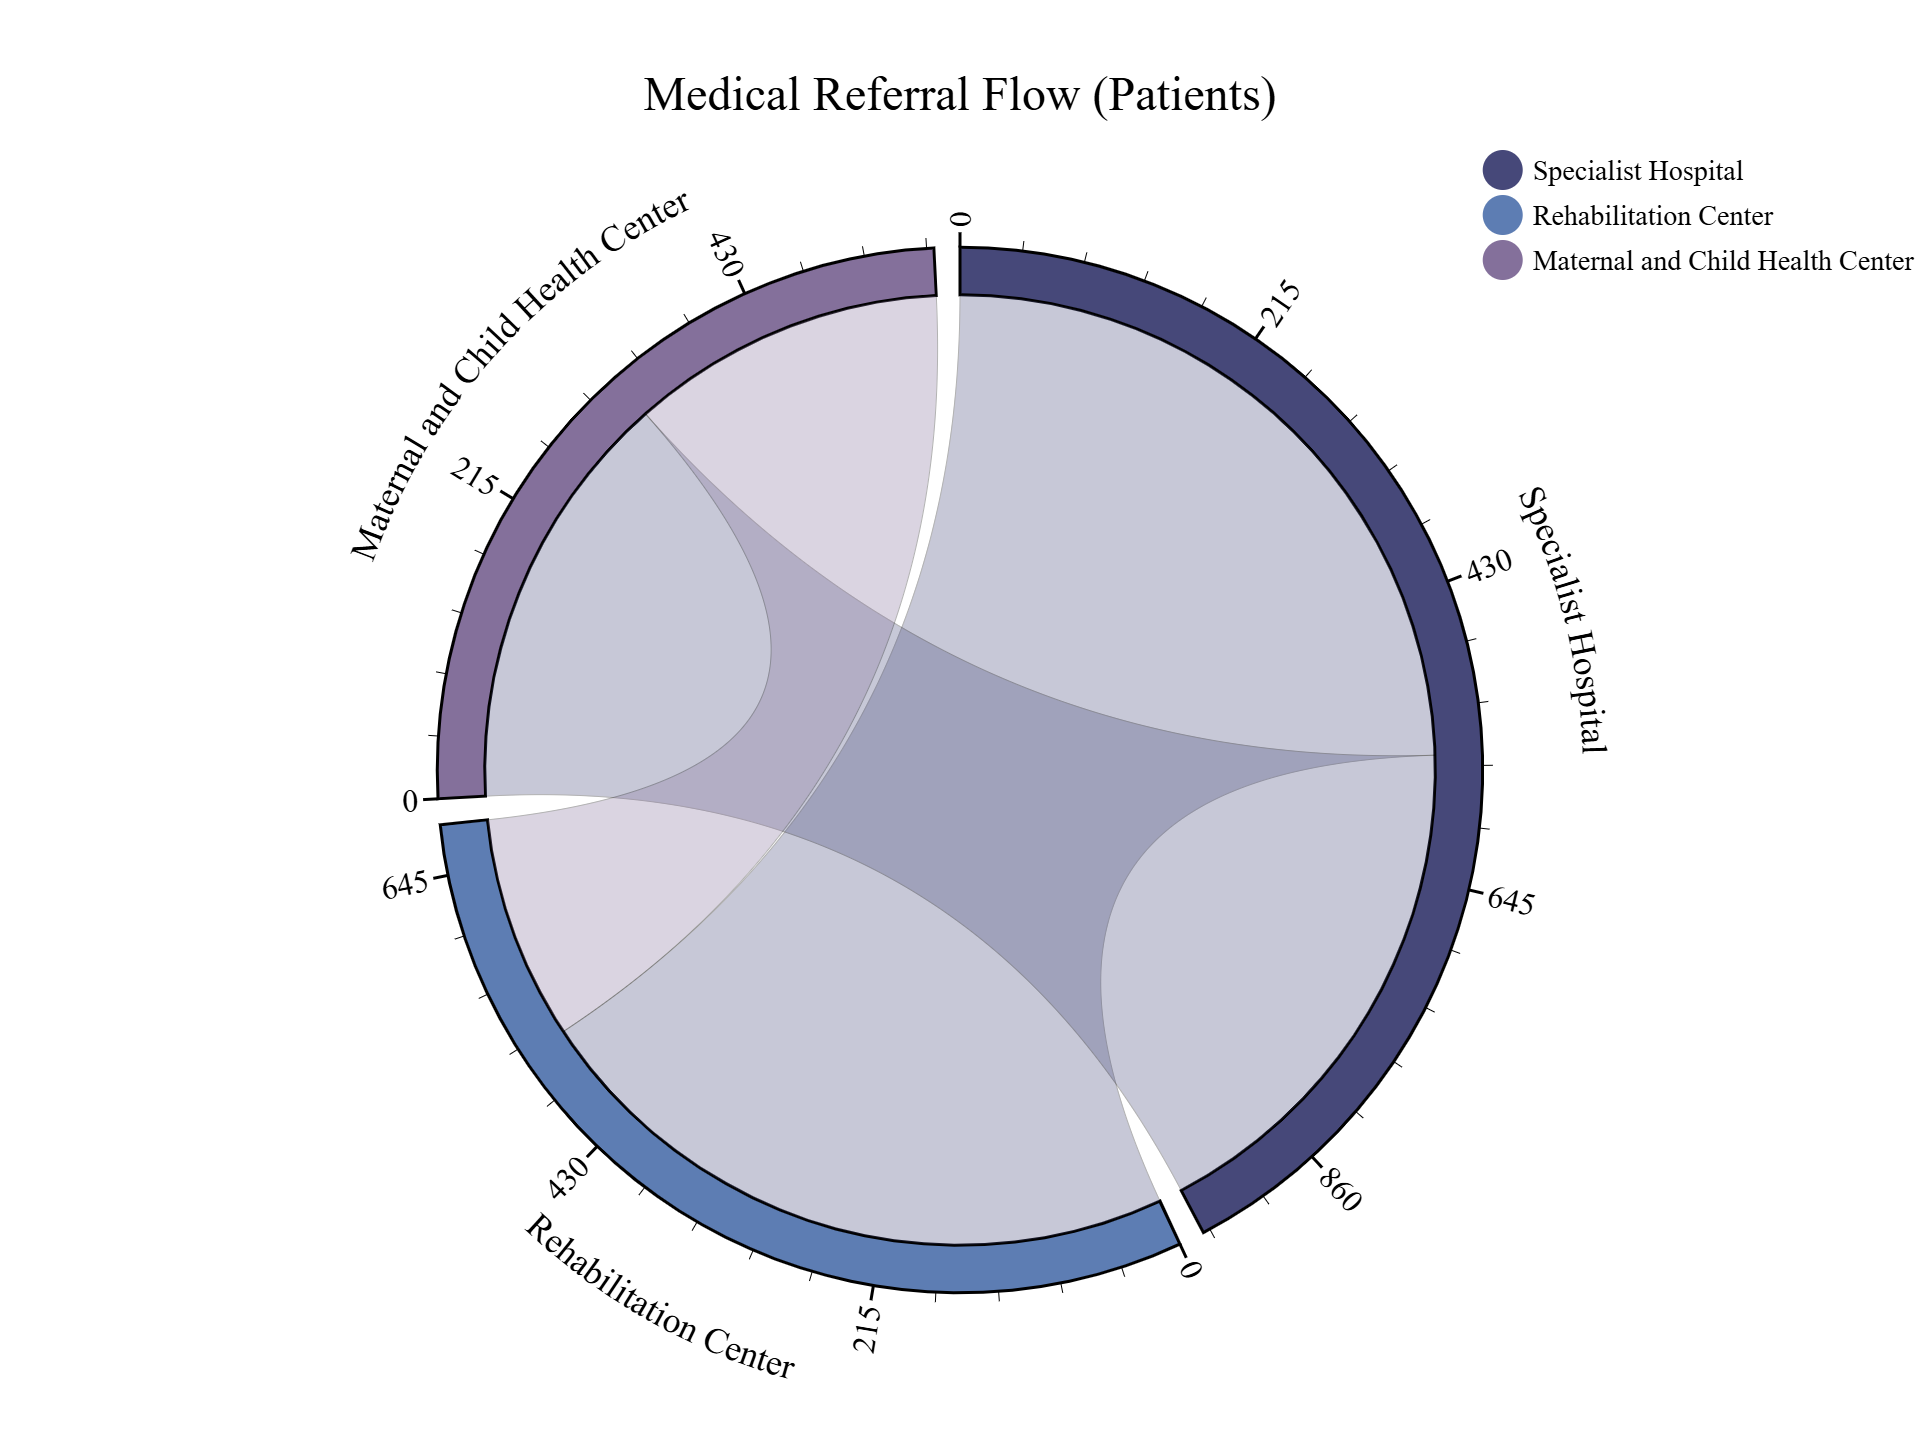 Medical Referral Flow (Patients)
Specialist Hospital
Rehabilitation Center
Maternal and Child Health Center
0
215
430
645
860
Specialist Hospital
0
215
430
645
Rehabilitation Center
0
215
430
Maternal and Child Health Center